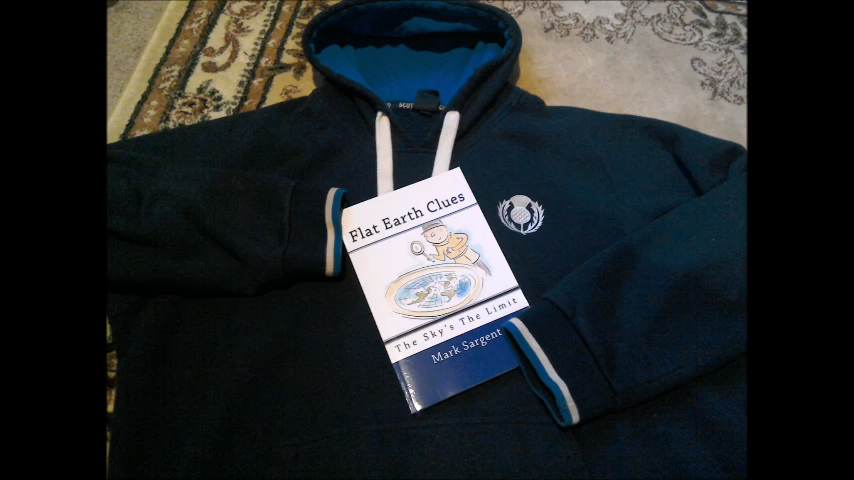 Flat Earth Clues
The Sky's The Limit
Mark Sargent